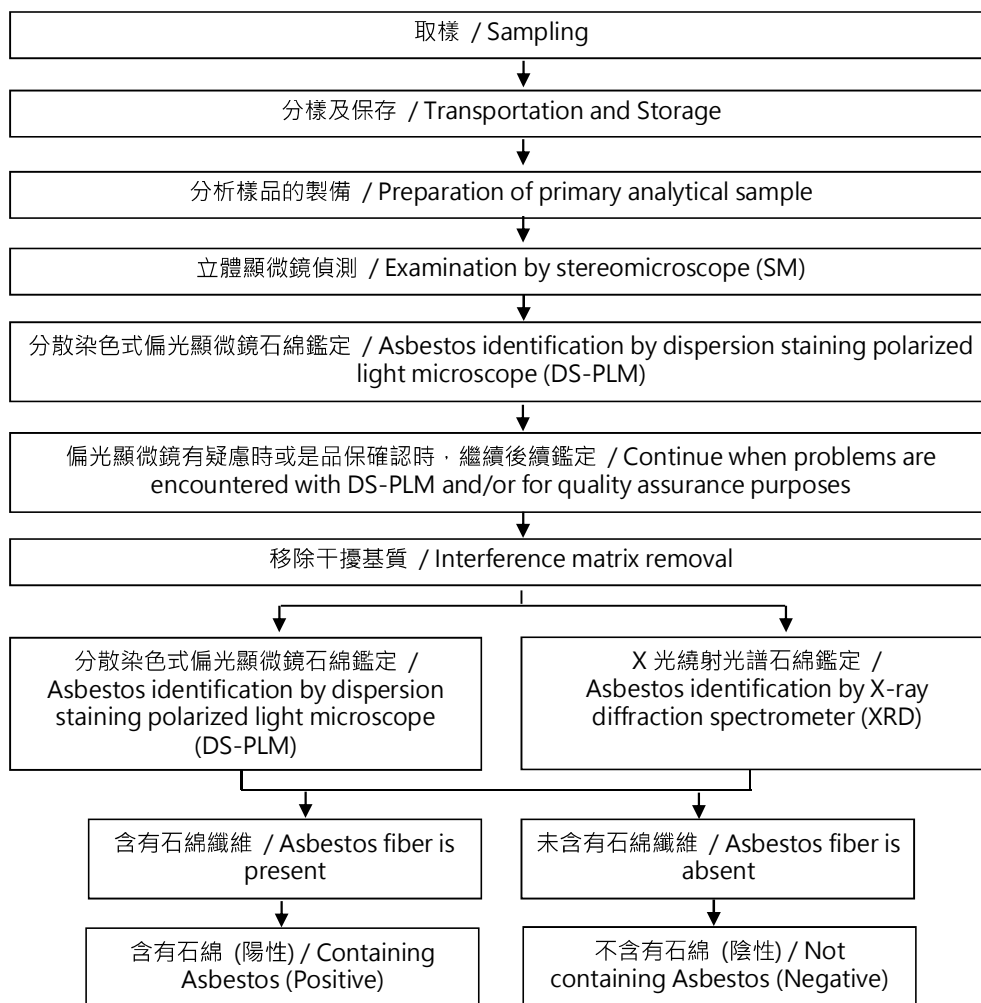 取樣 / Sampling
分樣及保存 / Transportation and Storage
分析樣品的製備 / Preparation of primary analytical sample
立體顯微鏡偵測 / Examination by stereomicroscope (SM)
分散染色式偏光顯微鏡石綿鑑定 / Asbestos identification by dispersion staining polarized
light microscope (DS-PLM)
偏光顯微鏡有疑慮時或是品保確認時，繼續後續鑑定 / Continue when problems are
encountered with DS-PLM and/or for quality assurance purposes
移除干擾基質 / Interference matrix removal
分散染色式偏光顯微鏡石綿鑑定 /
Asbestos identification by dispersion
staining polarized light microscope
(DS-PLM)
X 光繞射光譜石綿鑑定 /
Asbestos identification by X-ray
diffraction spectrometer (XRD)
含有石綿纖維 / Asbestos fiber is
present
未含有石綿纖維 / Asbestos fiber is
absent
含有石綿 (陽性) / Containing
Asbestos (Positive)
不含有石綿 (陰性) / Not
containing Asbestos (Negative)